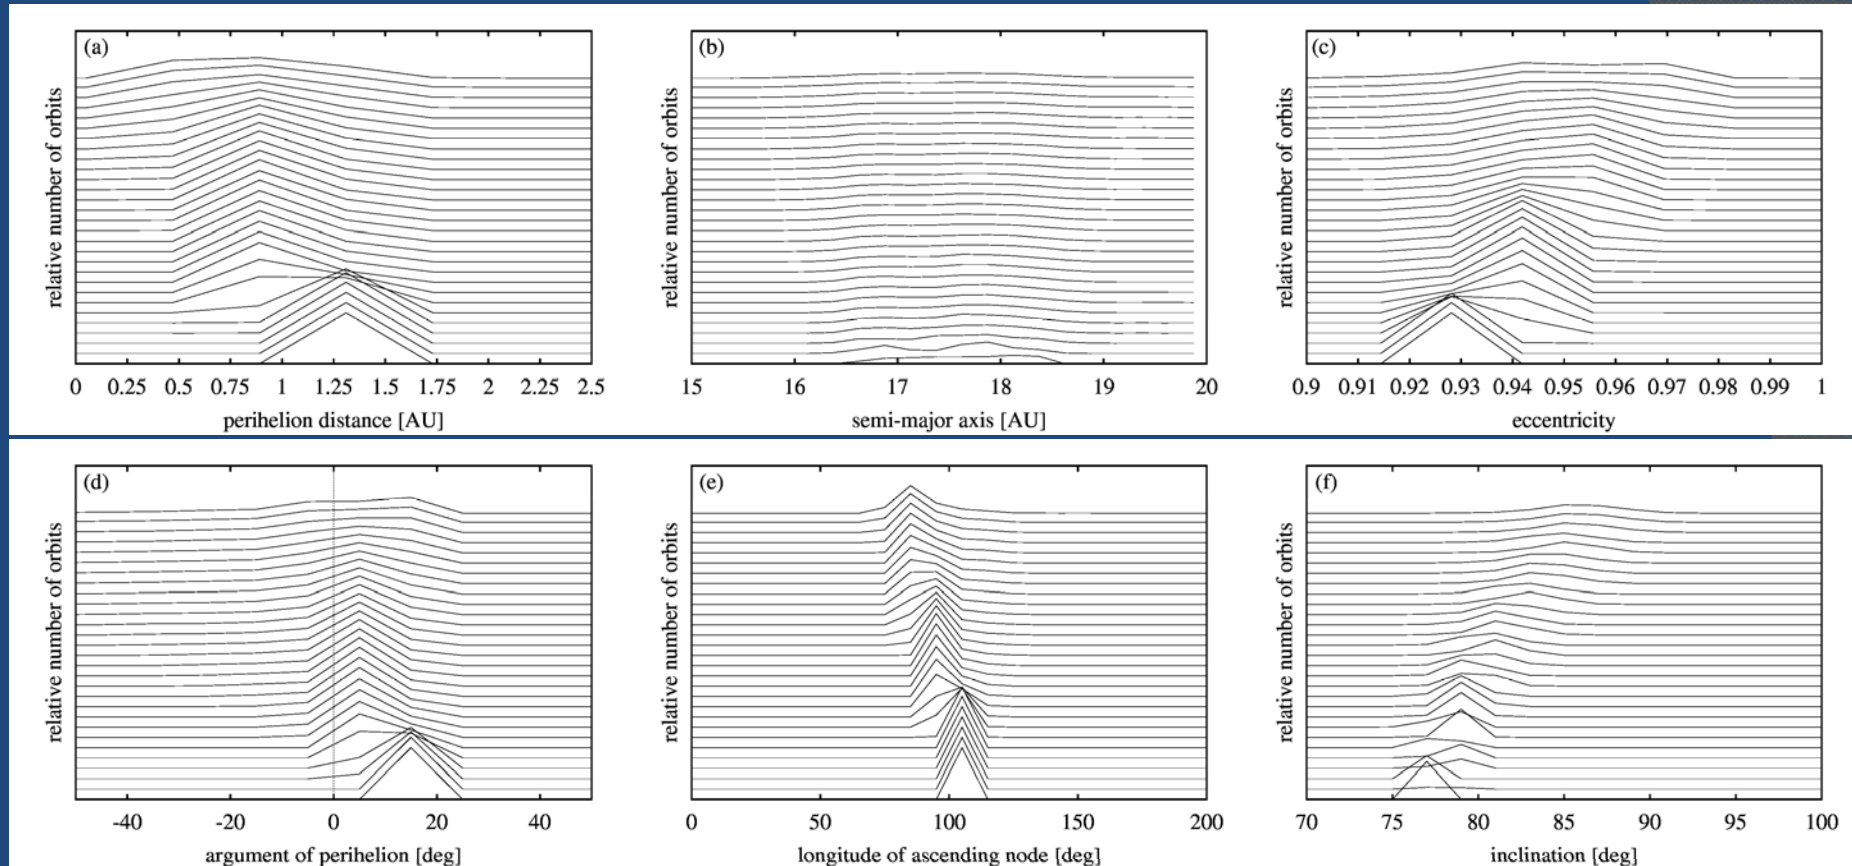 (a)
(b)
(c)
relative number of orbits
relative number of orbits
relative number of orbits
0 0.25 0.5 0.75 1 1.25 1.5 1.75 2 2.25 2.5
15 16 17 18 19 20
0.9 0.91 0.92 0.93 0.94 0.95 0.96 0.97 0.98 0.99 1
perihelion distance [AU]
semi-major axis [AU]
eccentricity
(d)
(e)
(f)
relative number of orbits
relative number of orbits
relative number of orbits
-40 -20 0 20 40
0 50 100 150 200
70 75 80 85 90 95 100
argument of perihelion [deg]
longitude of ascending node [deg]
inclination [deg]